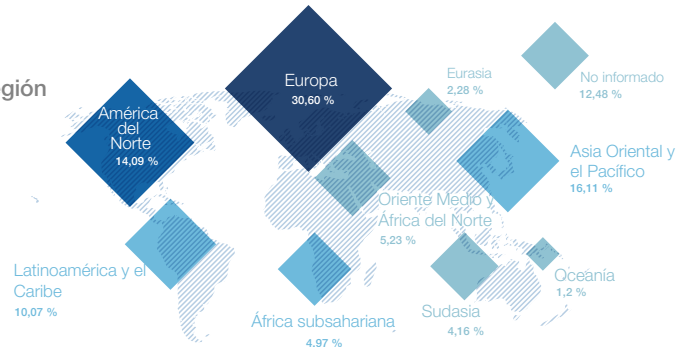 egión
Europa
30,60 %
Eurasia
2,28 %
No informado
12,48 %
América
del
Norte
14,09 %
Asia Oriental y
el Pacífico
16,11 %
Oriente Medio y
África del Norte
5,23 %
Latinoamérica y el
Caribe
10,07 %
Oceanía
1,2 %
Sudasia
4,16 %
África subsahariana
4,97 %